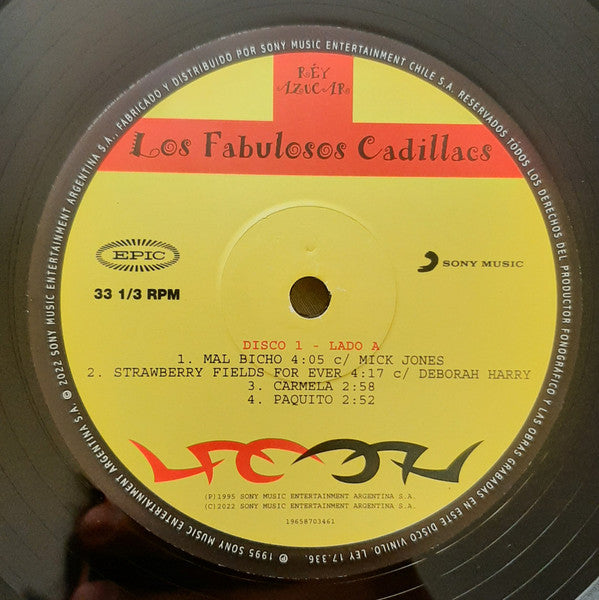 RÉY
AZUCAR
Los Fabulosos Cadillacs
EPIC
SONY MUSIC
33 1/3 RPM
DISCO 1 - LADO A
1. MAL BICHO 4:05 c/ MICK JONES
2. STRAWBERRY FIELDS FOR EVER 4:17 c/ DEBORAH HARRY
3. CARMELA 2:58
4. PAQUITO 2:52
LFC
(P)1995 SONY MUSIC ENTERTAINMENT ARGENTINA S.A.
(C)2022 SONY MUSIC ENTERTAINMENT ARGENTINA S.A.
19658703461
℗ 1995 SONY MUSIC ENTERTAINMENT ARGENTINA S.A. © 2022 SONY MUSIC ENTERTAINMENT ARGENTINA S.A., FABRICADO Y DISTRIBUIDO POR SONY MUSIC ENTERTAINMENT CHILE S.A. RESERVADOS TODOS LOS DERECHOS DEL PRODUCTOR FONOGRAFICO Y LAS OBRAS GRABADAS EN ESTE DISCO VINILO. LEY 17.336.